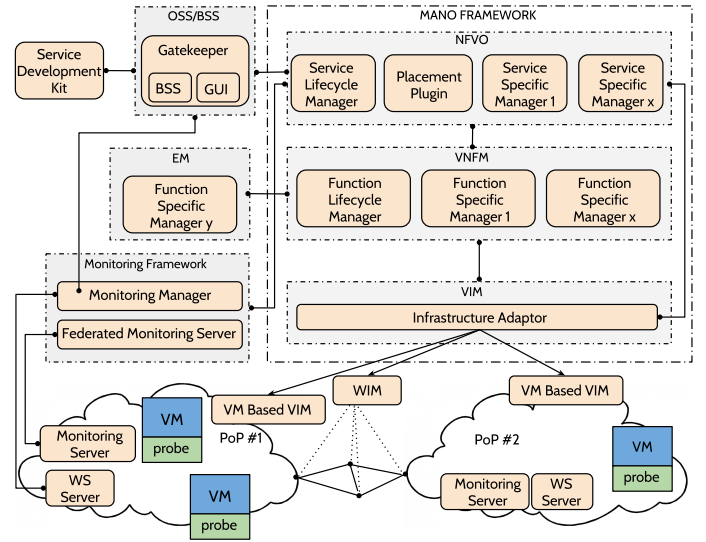 OSS/BSS
MANO FRAMEWORK
NFVO
Service
Development
Kit
Gatekeeper
BSS
GUI
Service
Lifecycle
Manager
Placement
Plugin
Service
Specific
Manager 1
Service
Specific
Manager x
EM
Function
Specific
Manager y
VNFM
Function
Lifecycle
Manager
Function
Specific
Manager 1
Function
Specific
Manager x
Monitoring Framework
Monitoring Manager
Federated Monitoring Server
VIM
Infrastructure Adaptor
VM Based VIM
WIM
VM Based VIM
PoP #1
VM
probe
Monitoring
Server
WS
Server
VM
probe
PoP #2
VM
probe
Monitoring
Server
WS
Server